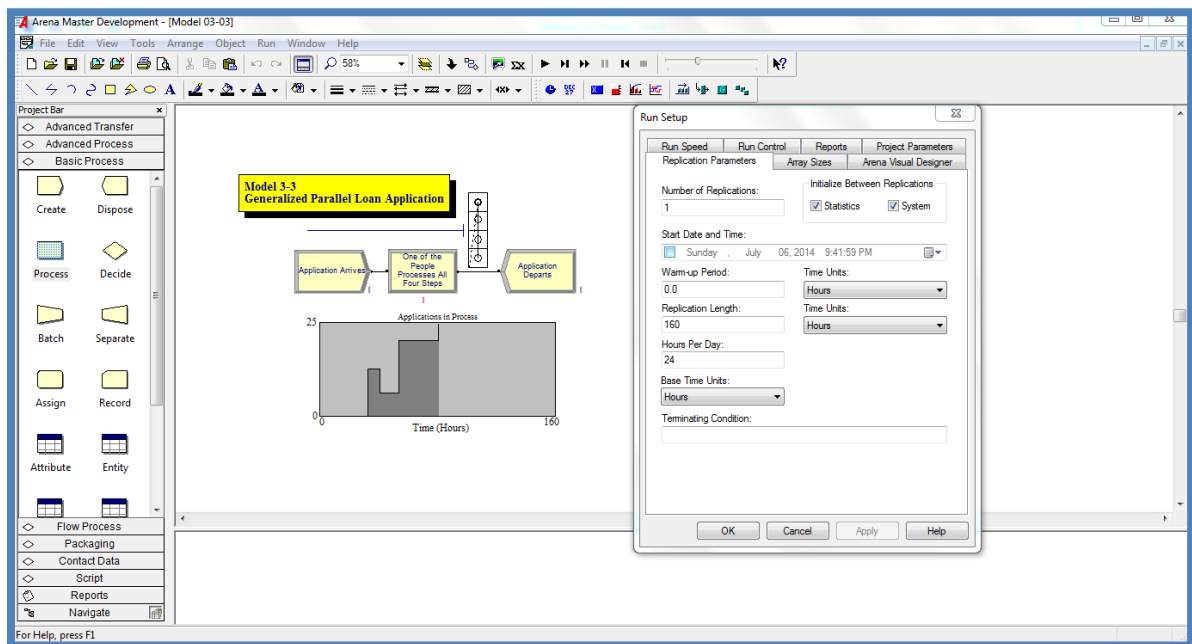 Arena Master Development - [Model 03-03]
File Edit View Tools Arrange Object Run Window Help
58%
A A
Project Bar
Advanced Transfer
Advanced Process
Basic Process
Create Dispose
Process Decide
Batch Separate
Assign Record
Attribute Entity
Flow Process
Packaging
Contact Data
Script
Reports
Navigate
For Help, press F1
Model 3-3
Generalized Parallel Loan Application
Application Arrives
One of the
People
Processes All
Four Steps
Application
Departs
Applications in Process
25
0
0 160
Time (Hours)
Run Setup
Run Speed Run Control Reports Project Parameters
Replication Parameters Array Sizes Arena Visual Designer
Number of Replications:
1
Initialize Between Replications
Statistics System
Start Date and Time:
Sunday , July 06, 2014 9:41:59 PM
Warm-up Period: Time Units:
0.0 Hours
Replication Length: Time Units:
160 Hours
Hours Per Day:
24
Base Time Units:
Hours
Terminating Condition:
OK Cancel Apply Help